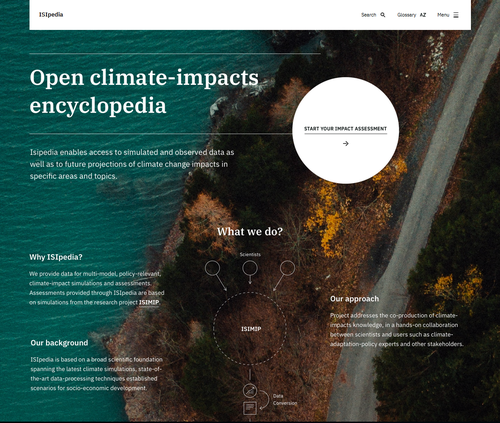 ISIpedia
Search
Glossary AZ
Menu
Open climate-impacts
encyclopedia
START YOUR IMPACT ASSESSMENT
Isipedia enables access to simulated and observed data as
well as to future projections of climate change impacts in
specific areas and topics.
What we do?
Scientists
Why ISIpedia?
We provide data for multi-model, policy-relevant,
climate-impact simulations and assessments.
Assessments provided through ISIpedia are based
on simulations from the research project ISIMIP.
ISIMIP
Our approach
Project addresses the co-production of climate-
impacts knowledge, in a hands-on collaboration
between scientists and users such as climate-
adaptation-policy experts and other stakeholders.
Our background
ISIpedia is based on a broad scientific foundation
spanning the latest climate simulations, state-of-
the-art data-processing techniques established
scenarios for socio-economic development.
Data
Conversion